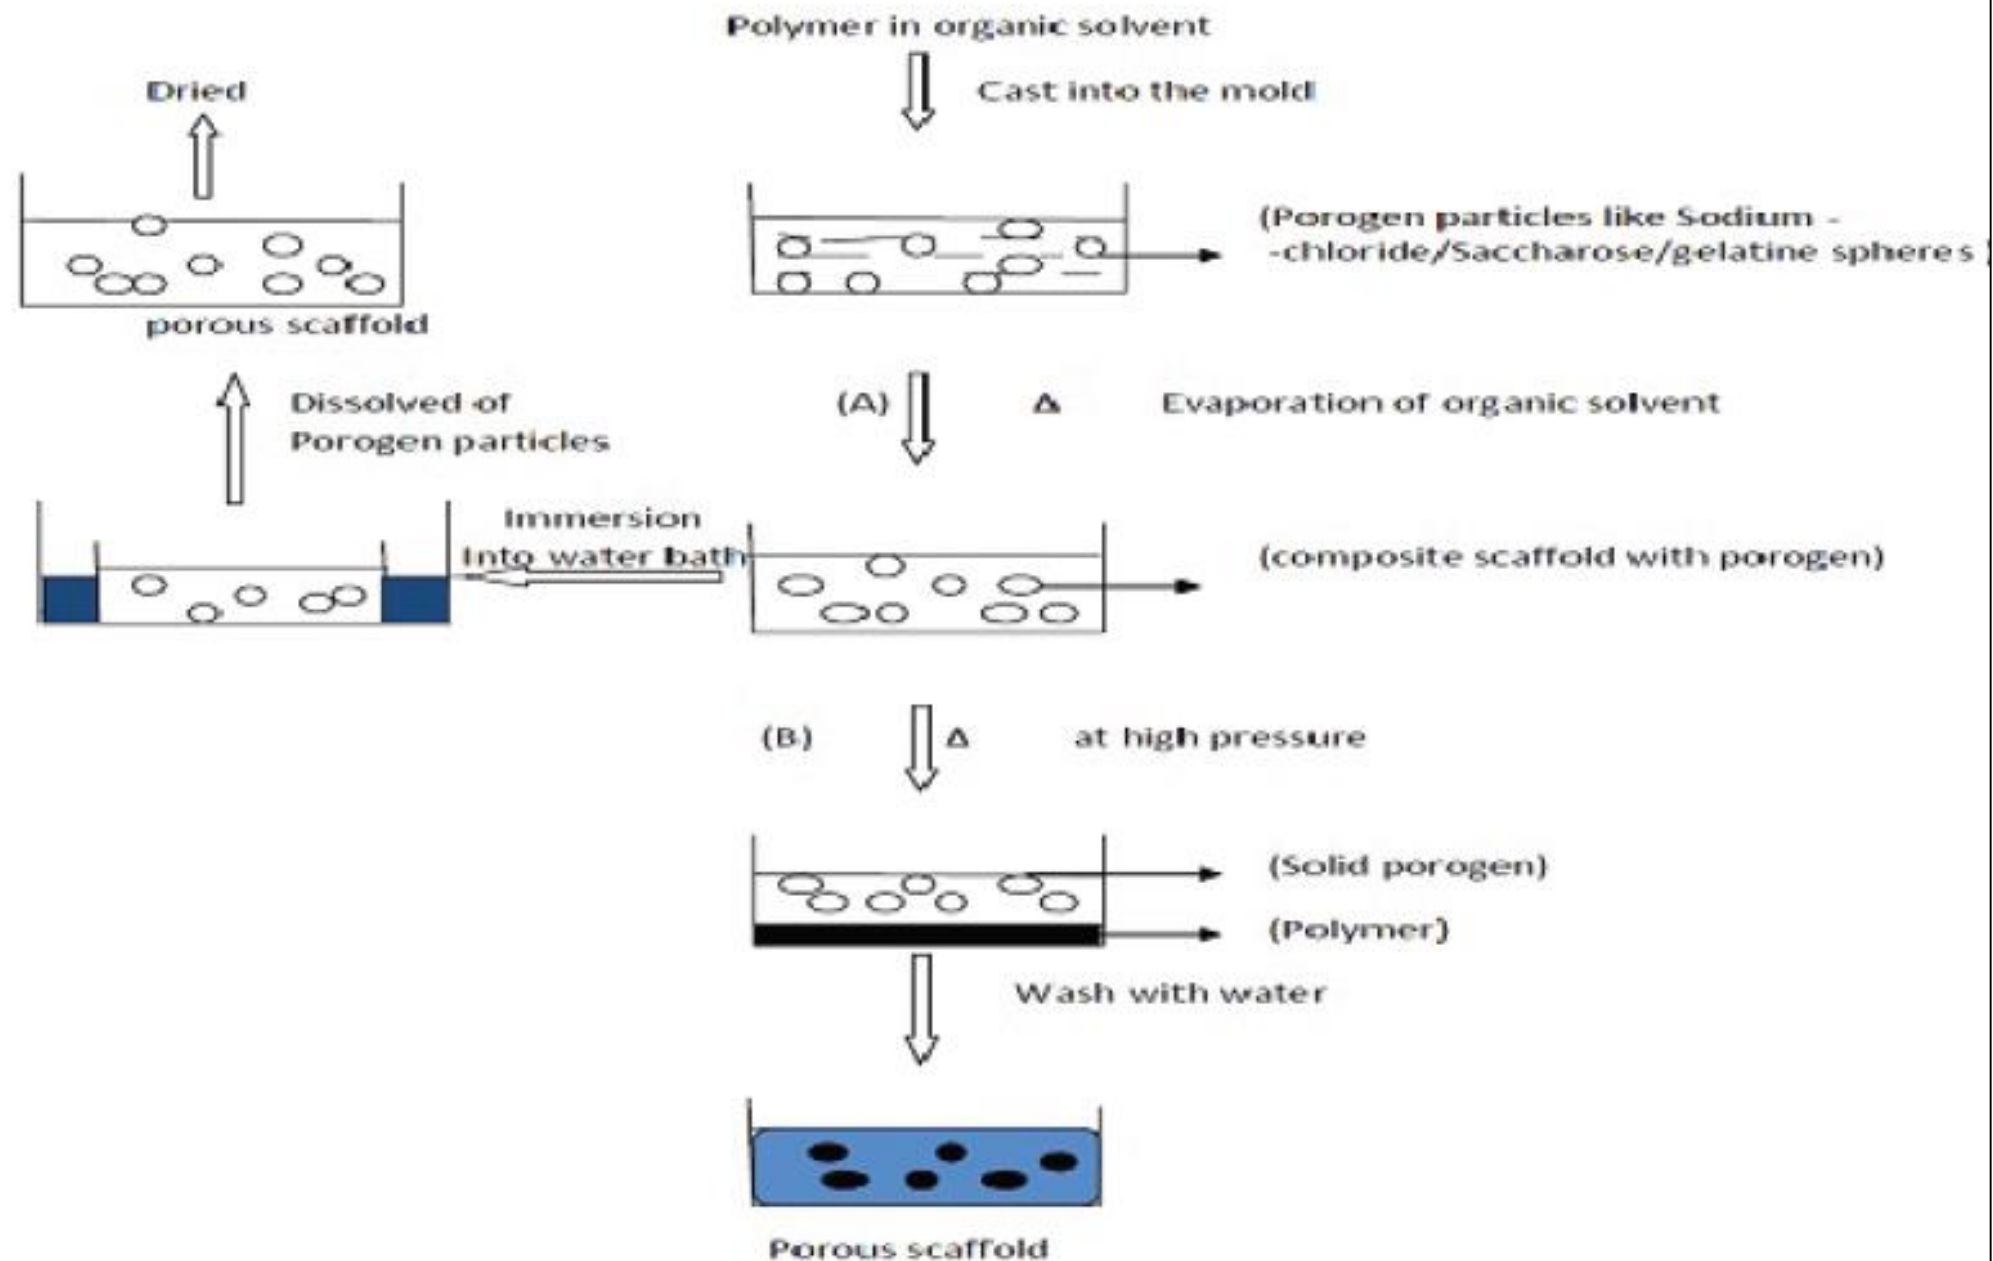 Polymer in organic solvent
Cast into the mold
Dried
(Porogen particles like Sodium -
-chloride/Saccharose/gelatine spheres )
porous scaffold
Dissolved of
Porogen particles
(A) Δ Evaporation of organic solvent
Immersion
Into water bath
(composite scaffold with porogen)
(B) Δ at high pressure
(Solid porogen)
(Polymer)
Wash with water
Porous scaffold